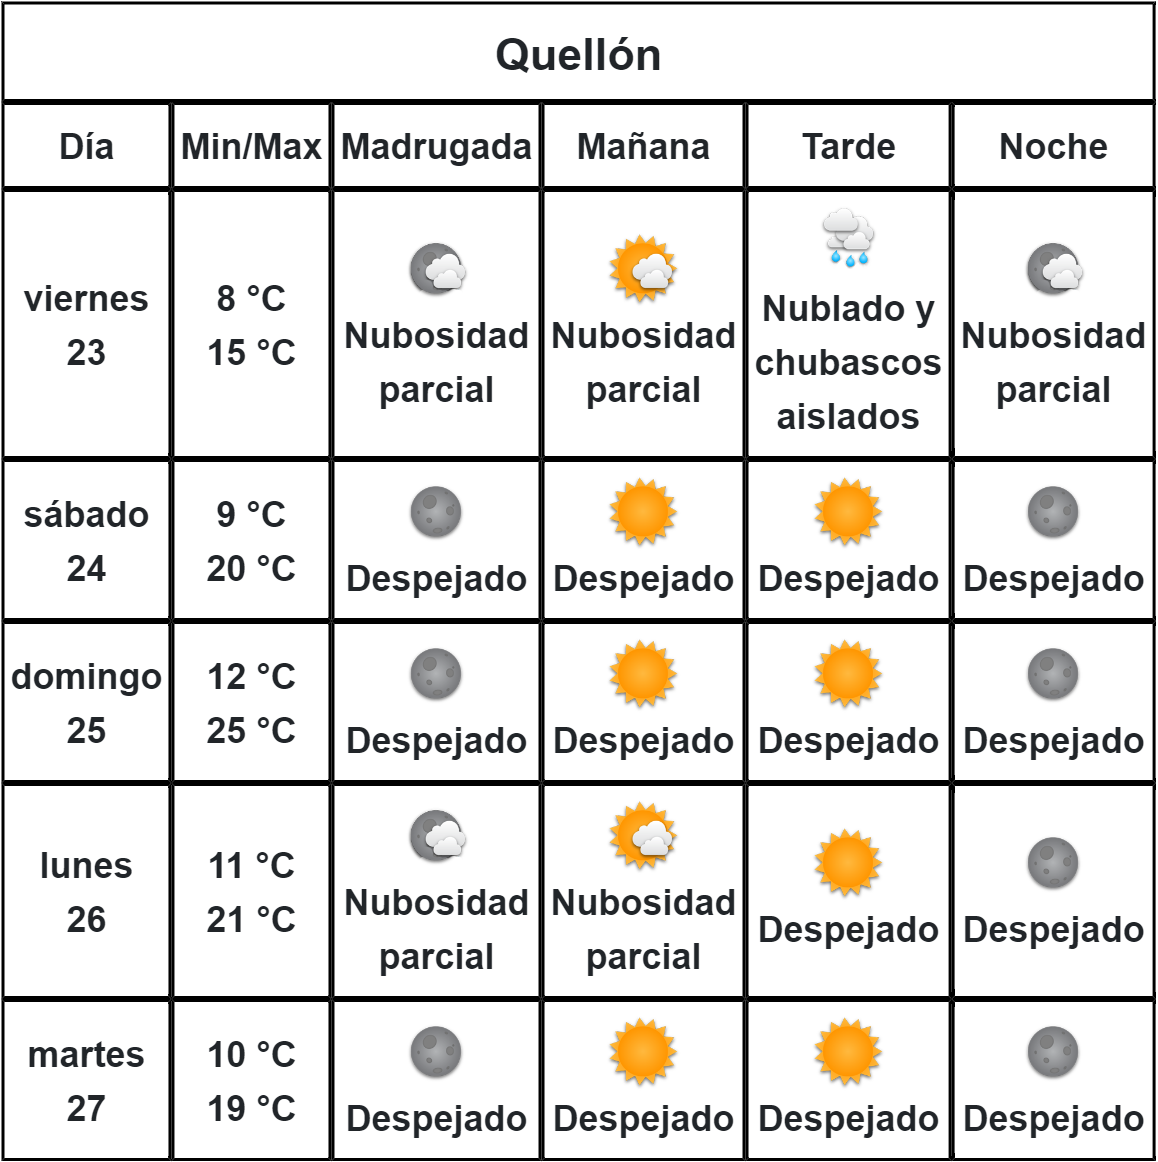 Quellón
Día Min/Max Madrugada Mañana Tarde Noche
viernes
23
8 °C
15 °C
Nubosidad
parcial
Nubosidad
parcial
Nublado y
chubascos
aislados
Nubosidad
parcial
sábado
24
9 °C
20 °C
Despejado
Despejado
Despejado
Despejado
domingo
25
12 °C
25 °C
Despejado
Despejado
Despejado
Despejado
lunes
26
11 °C
21 °C
Nubosidad
parcial
Nubosidad
parcial
Despejado
Despejado
martes
27
10 °C
19 °C
Despejado
Despejado
Despejado
Despejado